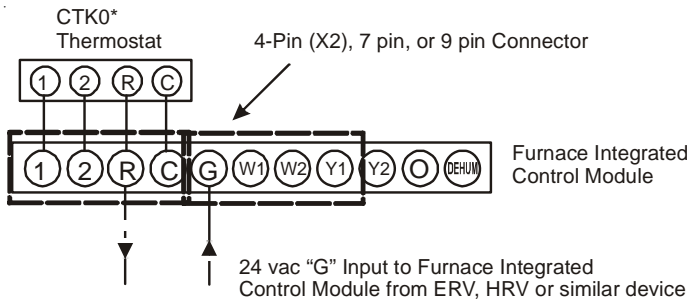 CTK0*
Thermostat
4-Pin (X2), 7 pin, or 9 pin Connector
1 2 R C
1 2 R C G W1 W2 Y1 Y2 O DEHUM
Furnace Integrated
Control Module
24 vac “G” Input to Furnace Integrated
Control Module from ERV, HRV or similar device